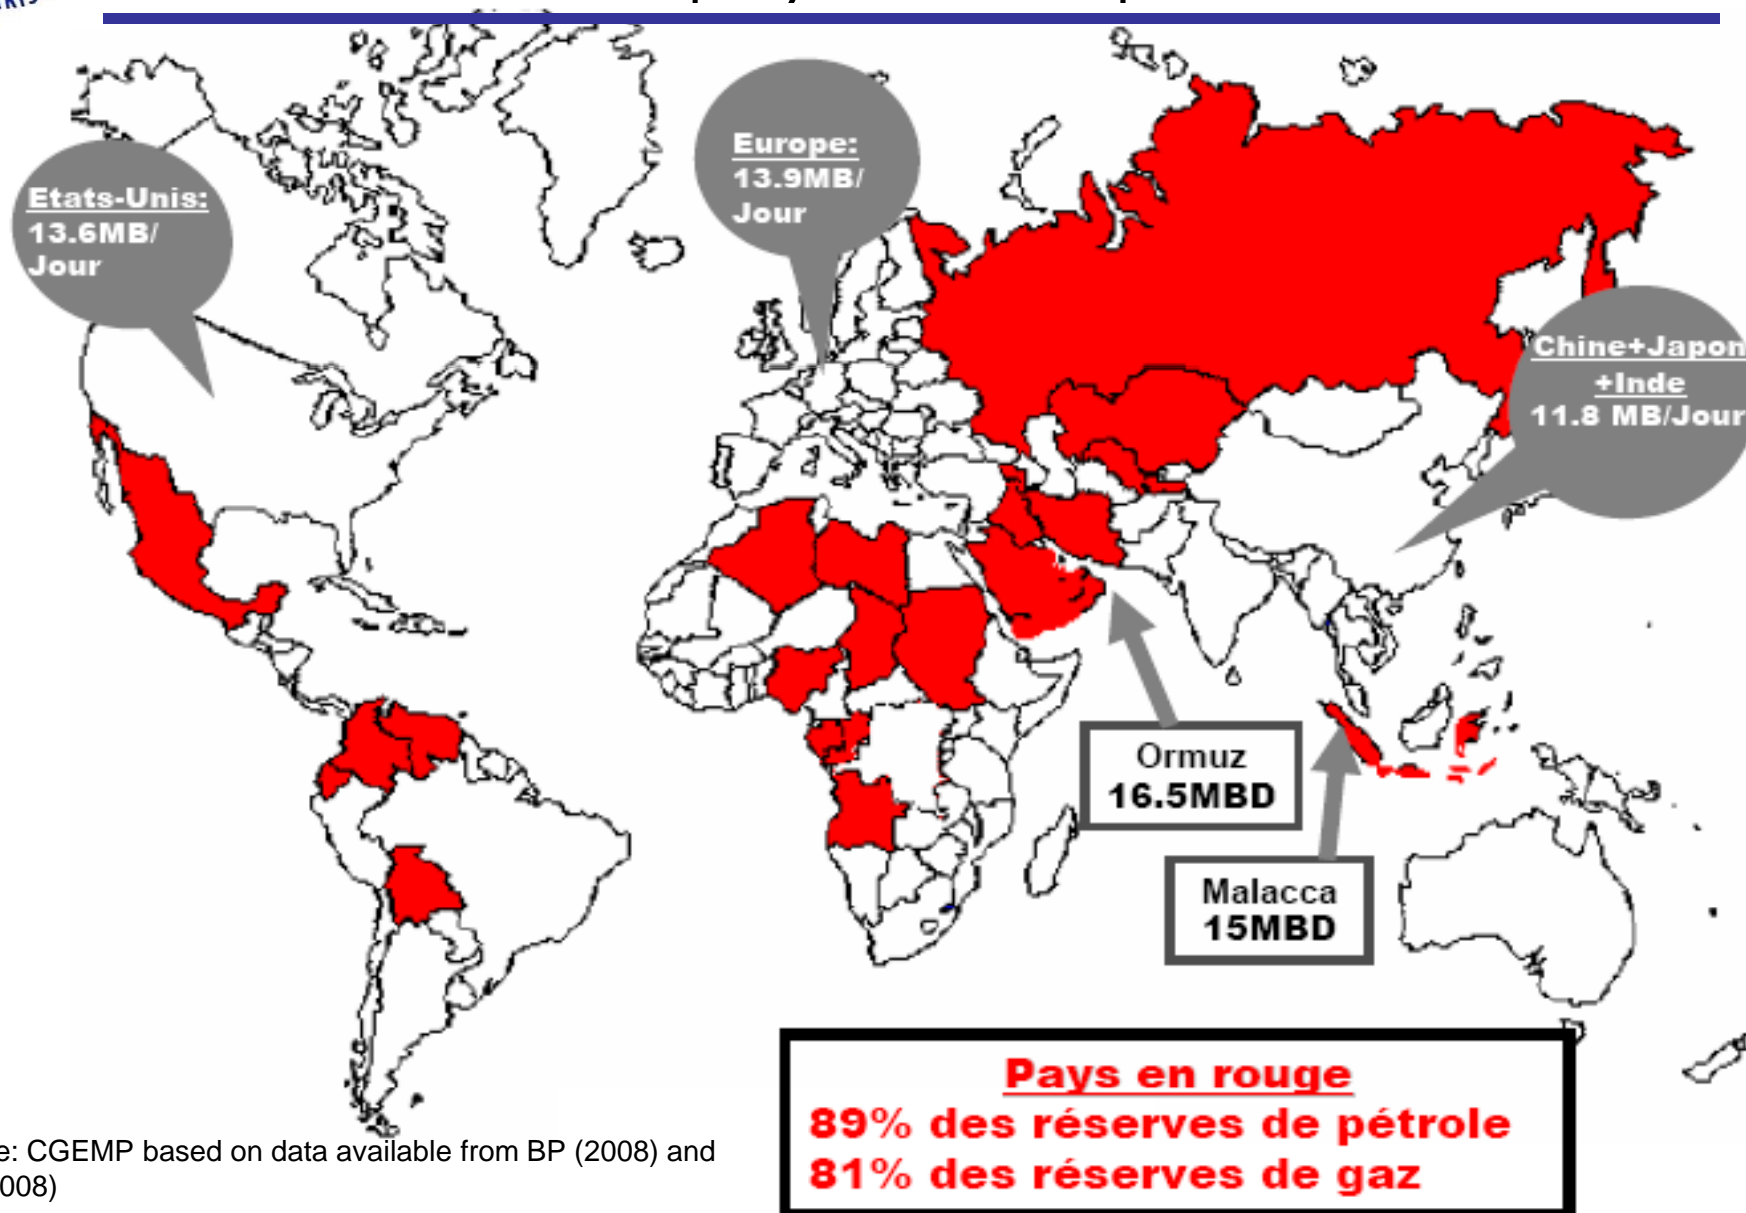 Etats-Unis:
13.6MB/
Jour
Europe:
13.9MB/
Jour
Chine+Japon
+Inde
11.8 MB/Jour
Ormuz
16.5MBD
Malacca
15MBD
Pays en rouge
89% des réserves de pétrole
81% des réserves de gaz
CGEMP based on data available from BP (2008) and